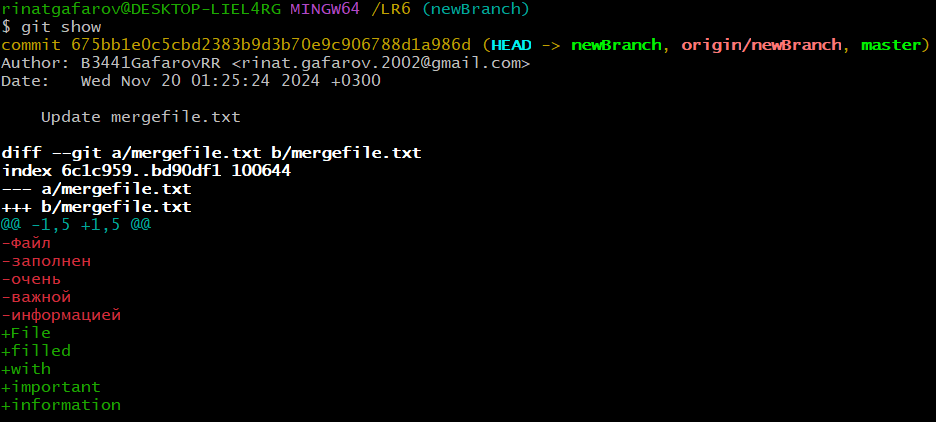 rinatgafarov@DESKTOP-LIEL4RG MINGW64 /LR6 (newBranch)
$ git show
commit 675bb1e0c5cbd2383b9d3b70e9c906788d1a986d (HEAD -> newBranch, origin/newBranch, master)
Author: B3441GafarovRR <rinat.gafarov.2002@gmail.com>
Date:   Wed Nov 20 01:25:24 2024 +0300

    Update mergefile.txt

diff --git a/mergefile.txt b/mergefile.txt
index 6c1c959..bd90df1 100644
--- a/mergefile.txt
+++ b/mergefile.txt
@@ -1,5 +1,5 @@
-файл
-заполнен
-очень
-важной
-информацией
+File
+filled
+with
+important
+information